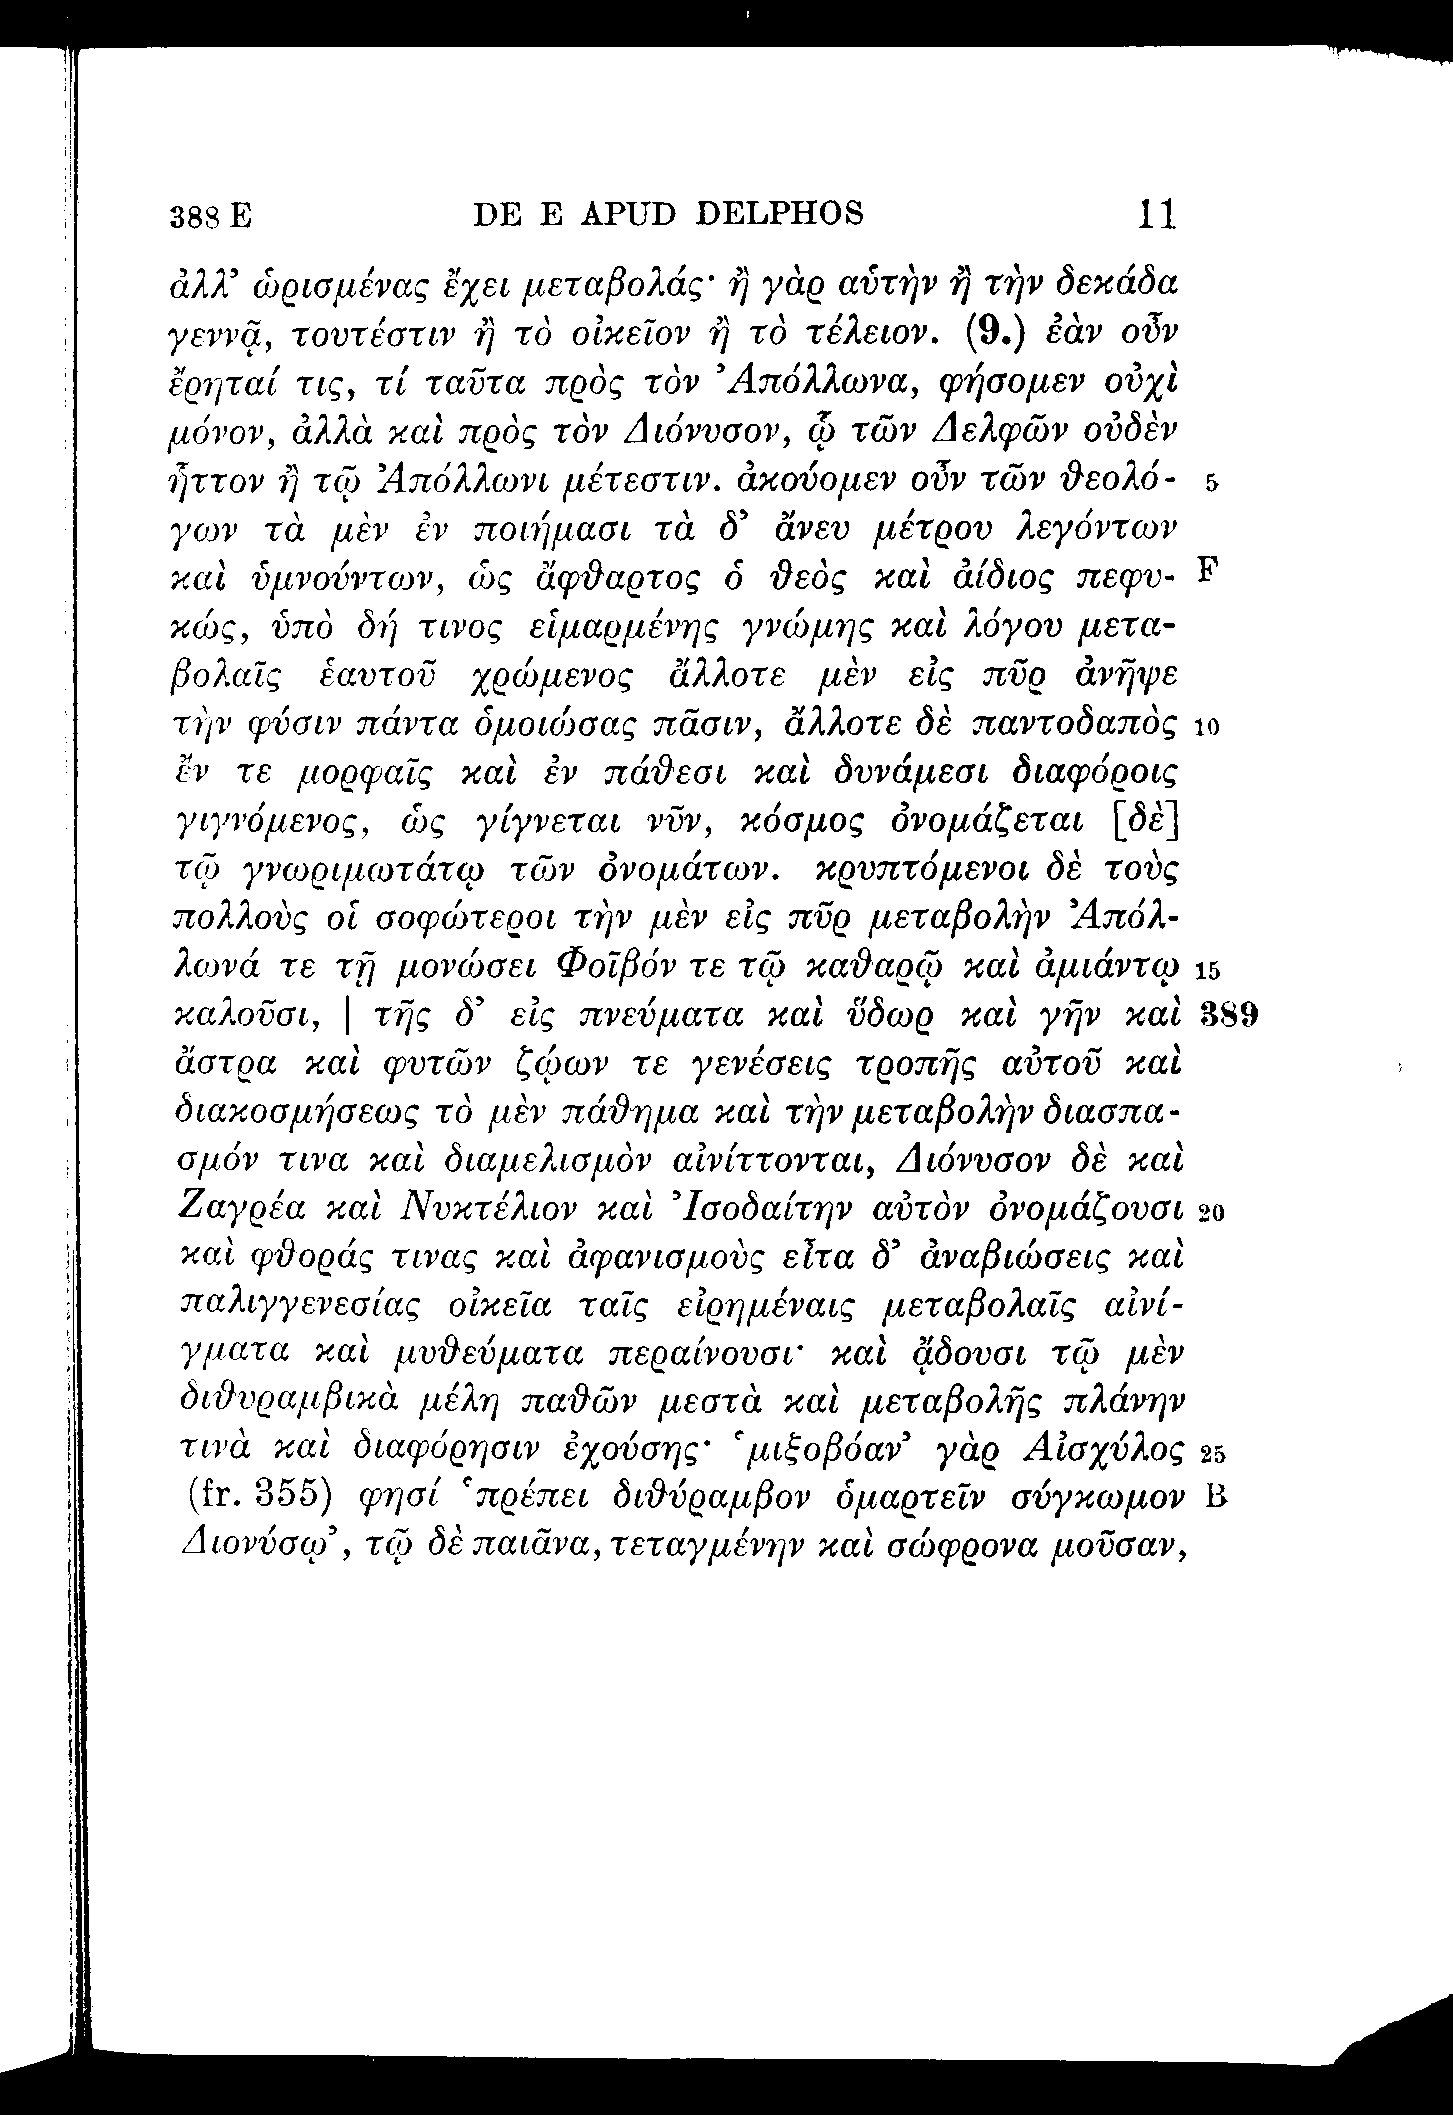 388 E DE E APUD DELPHOS 11
ἀλλ’ ὡρισμένας ἔχει μεταβολάς· ἢ γὰρ αὑτὴν ἢ τὴν δεκάδα
γεννᾷ, τουτέστιν ἢ τὸ οἰκεῖον ἢ τὸ τέλειον. (9.) ἐὰν οὖν
ἔρηταί τις, τί ταῦτα πρὸς τὸν Ἀπόλλωνα, φήσομεν οὐχὶ
μόνον, ἀλλὰ καὶ πρὸς τὸν Διόνυσον, ᾧ τῶν Δελφῶν οὐδὲν
ἧττον ἢ τῷ Ἀπόλλωνι μέτεστιν. ἀκούομεν οὖν τῶν θεολό- 5
γων τὰ μὲν ἐν ποιήμασι τὰ δ’ ἄνευ μέτρου λεγόντων
καὶ ὑμνούντων, ὡς ἄφθαρτος ὁ θεὸς καὶ ἀίδιος πεφυ- F
κώς, ὑπὸ δή τινος εἱμαρμένης γνώμης καὶ λόγου μετα-
βολαῖς ἑαυτοῦ χρώμενος ἄλλοτε μὲν εἰς πῦρ ἀνῆψε
τὴν φύσιν πάντα ὁμοιώσας πᾶσιν, ἄλλοτε δὲ παντοδαπὸς 10
ἔν τε μορφαῖς καὶ ἐν πάθεσι καὶ δυνάμεσι διαφόροις
γιγνόμενος, ὡς γίγνεται νῦν, κόσμος ὀνομάζεται [δὲ]
τῷ γνωριμωτάτῳ τῶν ὀνομάτων. κρυπτόμενοι δὲ τοὺς
πολλοὺς οἱ σοφώτεροι τὴν μὲν εἰς πῦρ μεταβολὴν Ἀπόλ-
λωνά τε τῇ μονώσει Φοῖβόν τε τῷ καθαρῷ καὶ ἀμιάντῳ 15
καλοῦσι, | τῆς δ’ εἰς πνεύματα καὶ ὕδωρ καὶ γῆν καὶ 389
ἄστρα καὶ φυτῶν ζῴων τε γενέσεις τροπῆς αὐτοῦ καὶ
διακοσμήσεως τὸ μὲν πάθημα καὶ τὴν μεταβολὴν διασπα-
σμόν τινα καὶ διαμελισμὸν αἰνίττονται, Διόνυσον δὲ καὶ
Ζαγρέα καὶ Νυκτέλιον καὶ Ἰσοδαίτην αὐτὸν ὀνομάζουσι 20
καὶ φθοράς τινας καὶ ἀφανισμοὺς εἶτα δ’ ἀναβιώσεις καὶ
παλιγγενεσίας οἰκεῖα ταῖς εἰρημέναις μεταβολαῖς αἰνί-
γματα καὶ μυθεύματα περαίνουσι· καὶ ᾄδουσι τῷ μὲν
διθυραμβικὰ μέλη παθῶν μεστὰ καὶ μεταβολῆς πλάνην
τινὰ καὶ διαφόρησιν ἐχούσης· ‘μιξοβόαν’ γὰρ Αἰσχύλος 25
(fr. 355) φησί ‘πρέπει διθύραμβον ὁμαρτεῖν σύγκωμον B
Διονύσῳ’, τῷ δὲ παιᾶνα, τεταγμένην καὶ σώφρονα μοῦσαν,